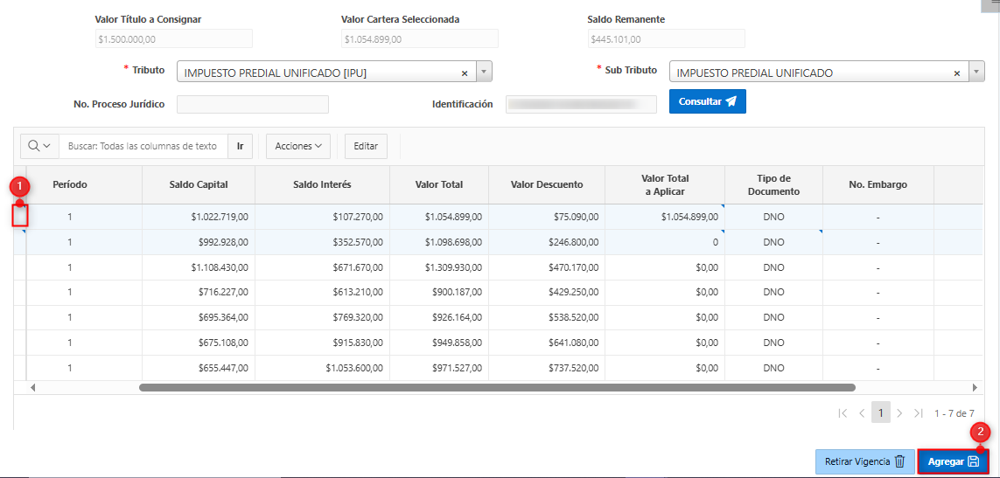 Valor Título a Consignar Valor Cartera Seleccionada Saldo Remanente
$1.500.000,00 $1.054.899,00 $445.101,00
* Tributo IMPUESTO PREDIAL UNIFICADO [IPU] × * Sub Tributo IMPUESTO PREDIAL UNIFICADO ×
No. Proceso Jurídico Identificación Consultar
Buscar: Todas las columnas de texto Ir Acciones Editar
1
Período Saldo Capital Saldo Interés Valor Total Valor Descuento Valor Total a Aplicar Tipo de Documento No. Embargo
1 $1.022.719,00 $107.270,00 $1.054.899,00 $75.090,00 $1.054.899,00 DNO -
1 $992.928,00 $352.570,00 $1.098.698,00 $246.800,00 0 DNO -
1 $1.108.430,00 $671.670,00 $1.309.930,00 $470.170,00 $0,00 DNO -
1 $716.227,00 $613.210,00 $900.187,00 $429.250,00 $0,00 DNO -
1 $695.364,00 $769.320,00 $926.164,00 $538.520,00 $0,00 DNO -
1 $675.108,00 $915.830,00 $949.858,00 $641.080,00 $0,00 DNO -
1 $655.447,00 $1.053.600,00 $971.527,00 $737.520,00 $0,00 DNO -
1 1 - 7 de 7
2
Retirar Vigencia Agregar